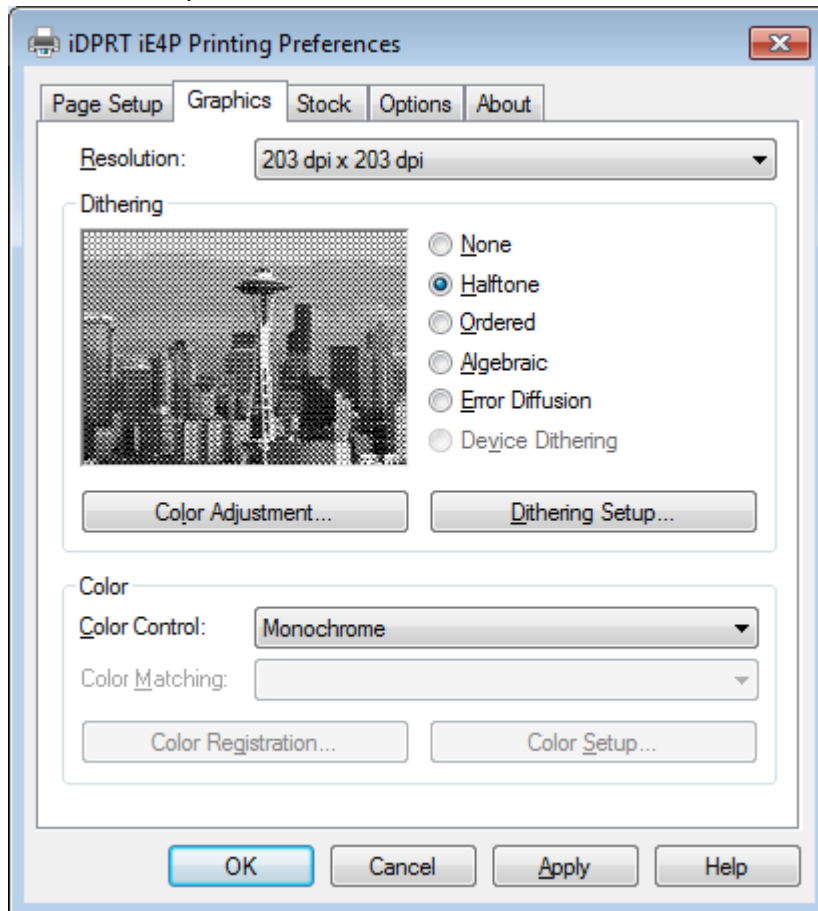 iDPRT iE4P Printing Preferences
Page Setup Graphics Stock Options About
Resolution: 203 dpi x 203 dpi
Dithering
None
Halftone
Ordered
Algebraic
Error Diffusion
Device Dithering
Color Adjustment... Dithering Setup...
Color
Color Control: Monochrome
Color Matching:
Color Registration... Color Setup...
OK Cancel Apply Help